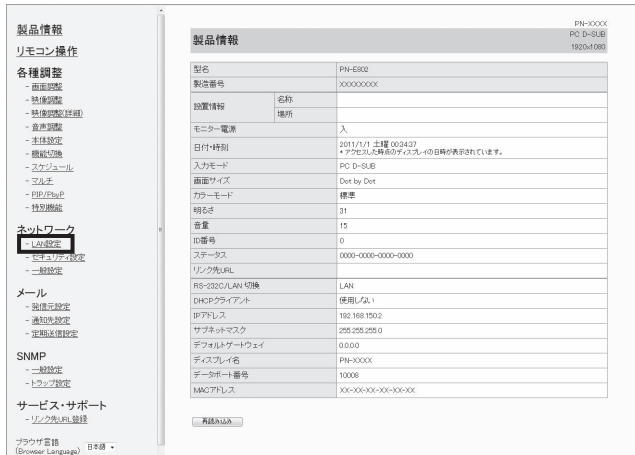 製品情報
リモコン操作
各種調整
- 画面調整
- 映像調整
- 映像調整(詳細)
- 音声調整
- 本体設定
- 機能切換
- スケジュール
- マルチ
- PIP/PbyP
- 特別機能
ネットワーク
- LAN設定
- セキュリティ設定
- 一般設定
メール
- 発信元設定
- 通知先設定
- 定期送信設定
SNMP
- 一般設定
- トラップ設定
サービス・サポート
- リンク先URL登録
ブラウザ言語
(Browser Language) 日本語
PN-XXXX
製品情報 PC D-SUB
1920x1080
型名 PN-E802
製造番号 XXXXXXXX
設置情報 名称
場所
モニター電源 入
日付・時刻 2011/1/1 土曜 00:34:37
* アクセスした時点のディスプレイの日時が表示されています。
入力モード PC D-SUB
画面サイズ Dot by Dot
カラーモード 標準
明るさ 31
音量 15
ID番号 0
ステータス 0000-0000-0000-0000
リンク先URL
RS-232C/LAN 切換 LAN
DHCPクライアント 使用しない
IPアドレス 192.168.150.2
サブネットマスク 255.255.255.0
デフォルトゲートウェイ 0.0.0.0
ディスプレイ名 PN-XXXX
データポート番号 10008
MACアドレス XX-XX-XX-XX-XX-XX
再読み込み